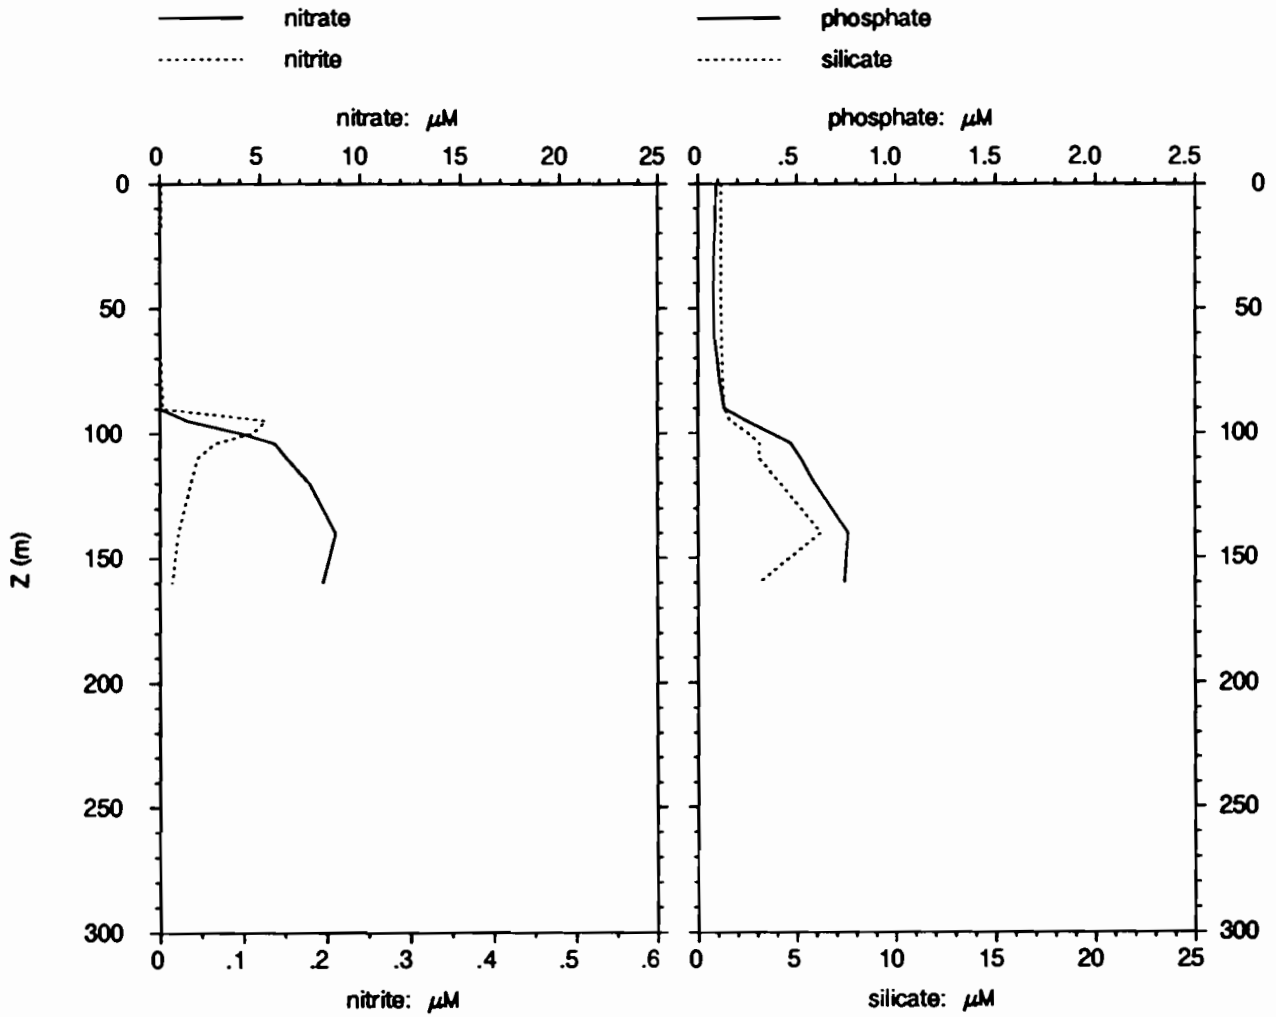 nitrate
nitrite
phosphate
silicate
nitrate: μM
phosphate: μM
0 5 10 15 20 25
0 .5 1.0 1.5 2.0 2.5
0
50
100
150
200
250
300
Z (m)
0
50
100
150
200
250
300
0 .1 .2 .3 .4 .5 .6
0 5 10 15 20 25
nitrite: μM
silicate: μM